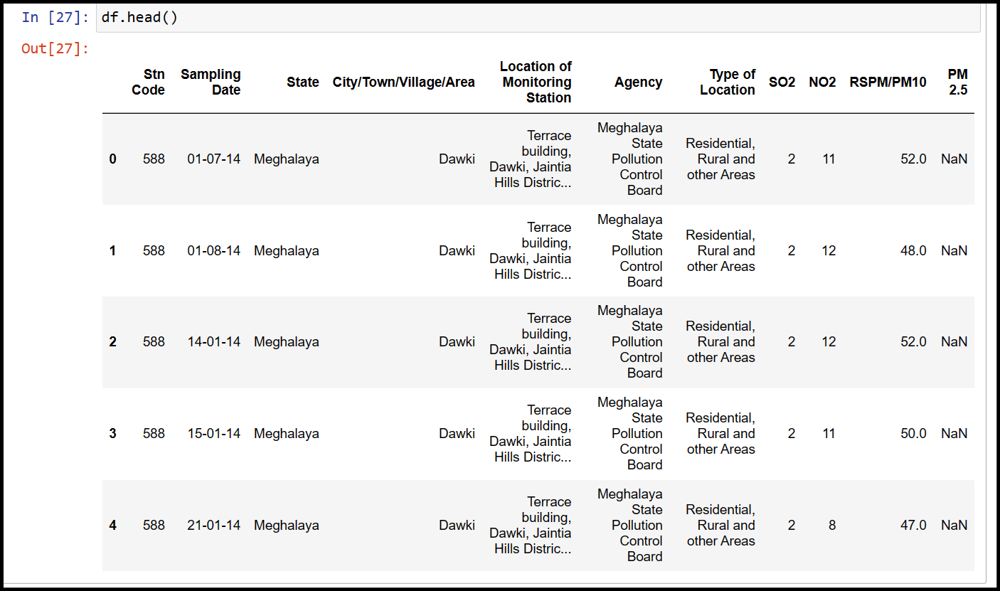 In [27]: df.head()
Out[27]:
Stn Code Sampling Date State City/Town/Village/Area Location of Monitoring Station Agency Type of Location SO2 NO2 RSPM/PM10 PM 2.5
0 588 01-07-14 Meghalaya Dawki Terrace building, Dawki, Jaintia Hills Distric... Meghalaya State Pollution Control Board Residential, Rural and other Areas 2 11 52.0 NaN
1 588 01-08-14 Meghalaya Dawki Terrace building, Dawki, Jaintia Hills Distric... Meghalaya State Pollution Control Board Residential, Rural and other Areas 2 12 48.0 NaN
2 588 14-01-14 Meghalaya Dawki Terrace building, Dawki, Jaintia Hills Distric... Meghalaya State Pollution Control Board Residential, Rural and other Areas 2 12 52.0 NaN
3 588 15-01-14 Meghalaya Dawki Terrace building, Dawki, Jaintia Hills Distric... Meghalaya State Pollution Control Board Residential, Rural and other Areas 2 11 50.0 NaN
4 588 21-01-14 Meghalaya Dawki Terrace building, Dawki, Jaintia Hills Distric... Meghalaya State Pollution Control Board Residential, Rural and other Areas 2 8 47.0 NaN